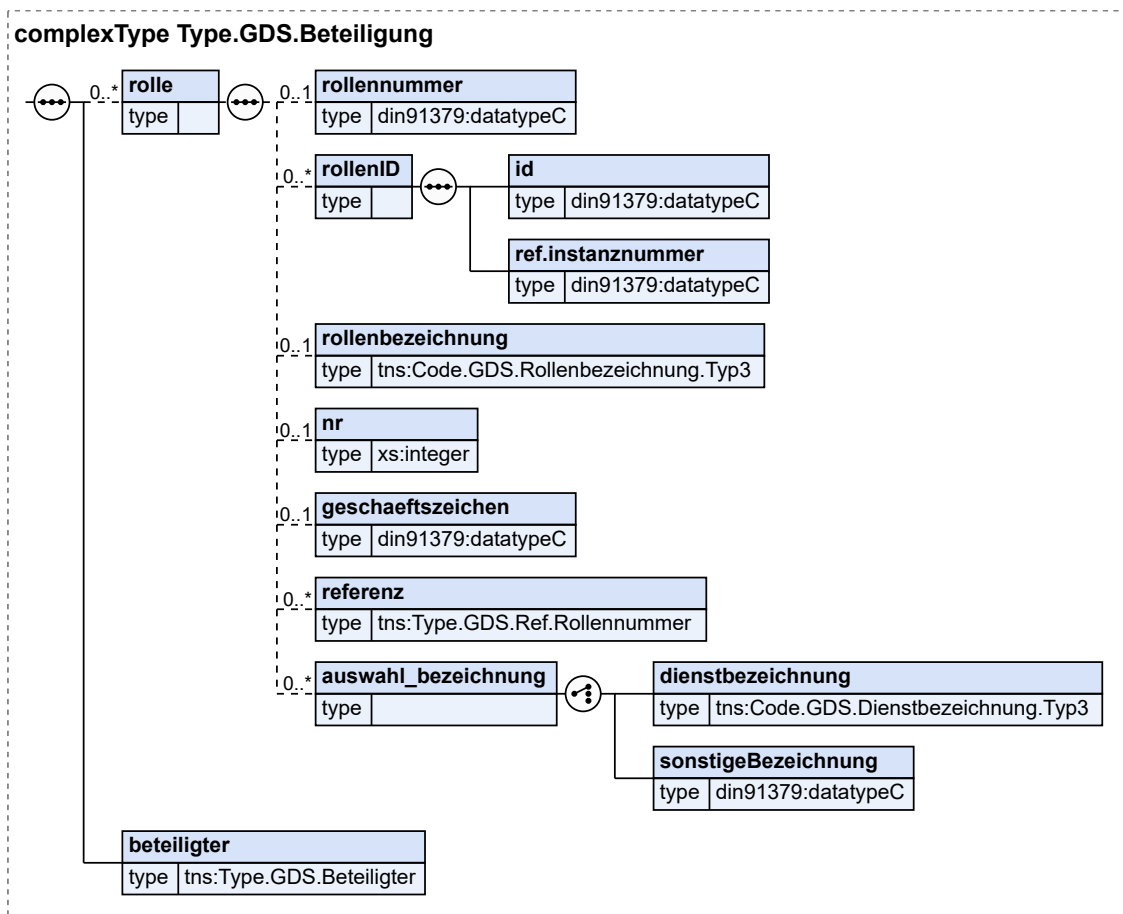 complexType Type.GDS.Beteiligung
0..* rolle
type
0..1 rollennummer
type din91379:datatypeC
0..* rollenID
type
id
type din91379:datatypeC
ref.instanznummer
type din91379:datatypeC
0..1 rollenbezeichnung
type tns:Code.GDS.Rollenbezeichnung.Typ3
0..1 nr
type xs:integer
0..1 geschaeftszeichen
type din91379:datatypeC
0..* referenz
type tns:Type.GDS.Ref.Rollennummer
0..* auswahl_bezeichnung
type
dienstbezeichnung
type tns:Code.GDS.Dienstbezeichnung.Typ3
sonstigeBezeichnung
type din91379:datatypeC
beteiligter
type tns:Type.GDS.Beteiligter